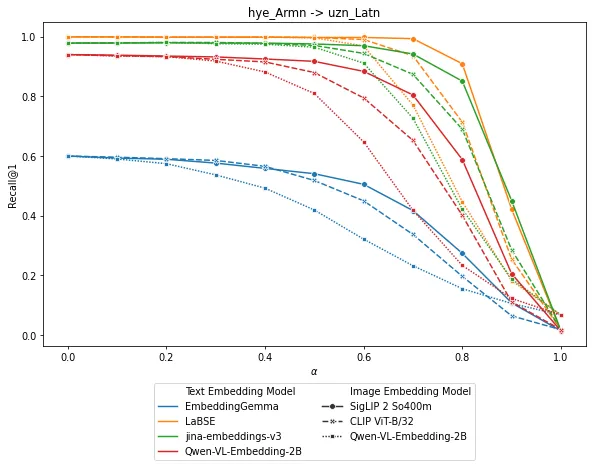 hye_Armn -> uzn_Latn
Recall@1
1.0
0.8
0.6
0.4
0.2
0.0
0.0 0.2 0.4 0.6 0.8 1.0
α
Text Embedding Model
EmbeddingGemma
LaBSE
jina-embeddings-v3
Qwen-VL-Embedding-2B
Image Embedding Model
SigLIP 2 So400m
CLIP ViT-B/32
Qwen-VL-Embedding-2B